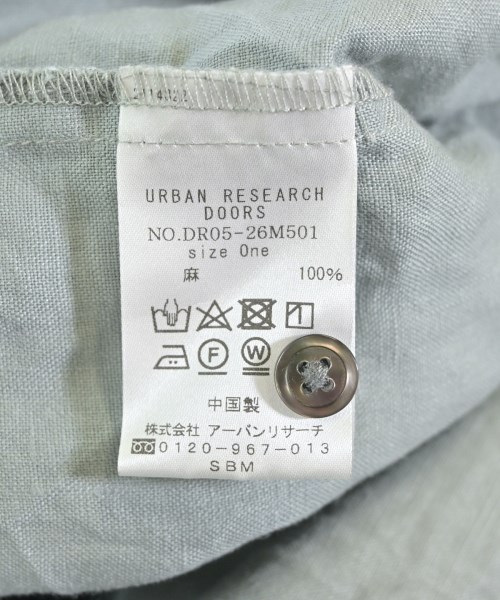 URBAN RESEARCH
DOORS
NO.DR05-26M501
size One
麻 100%
F W
中国製
株式会社 アーバンリサーチ
0120-967-013
SBM